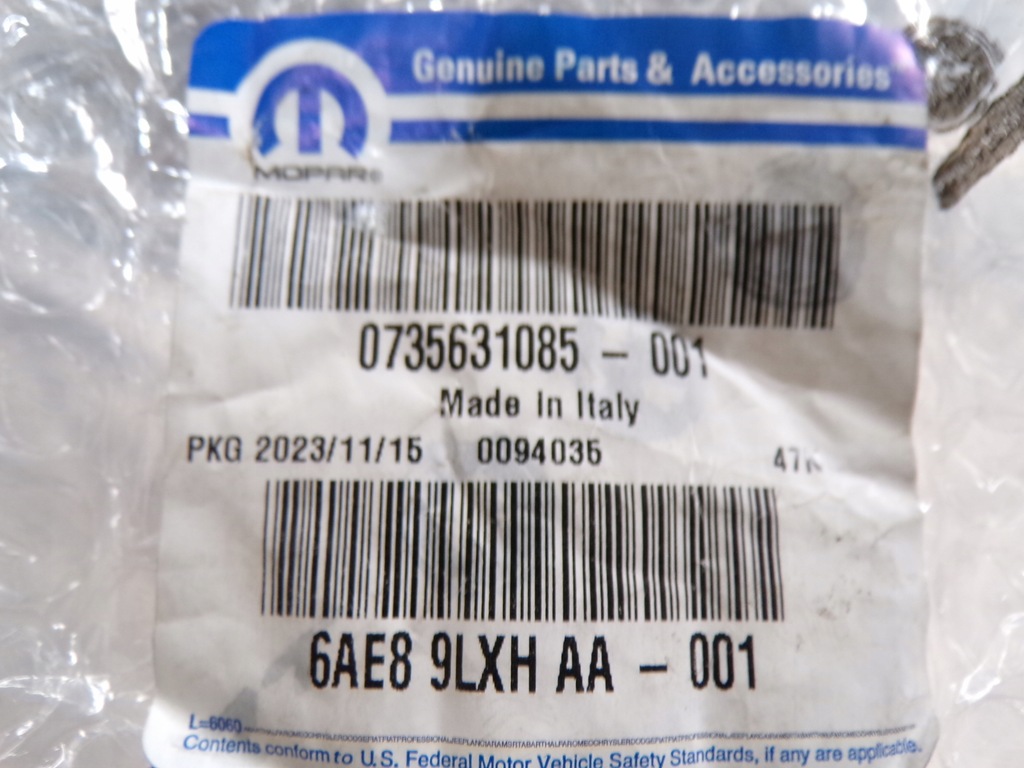 Genuine Parts & Accessories
MOPAR®
0735631085 - 001
Made in Italy
PKG 2023/11/15 0094035
6AE8 9LXH AA - 001
L=6060
Contents conform to U.S. Federal Motor Vehicle Safety Standards, if any are applicable.